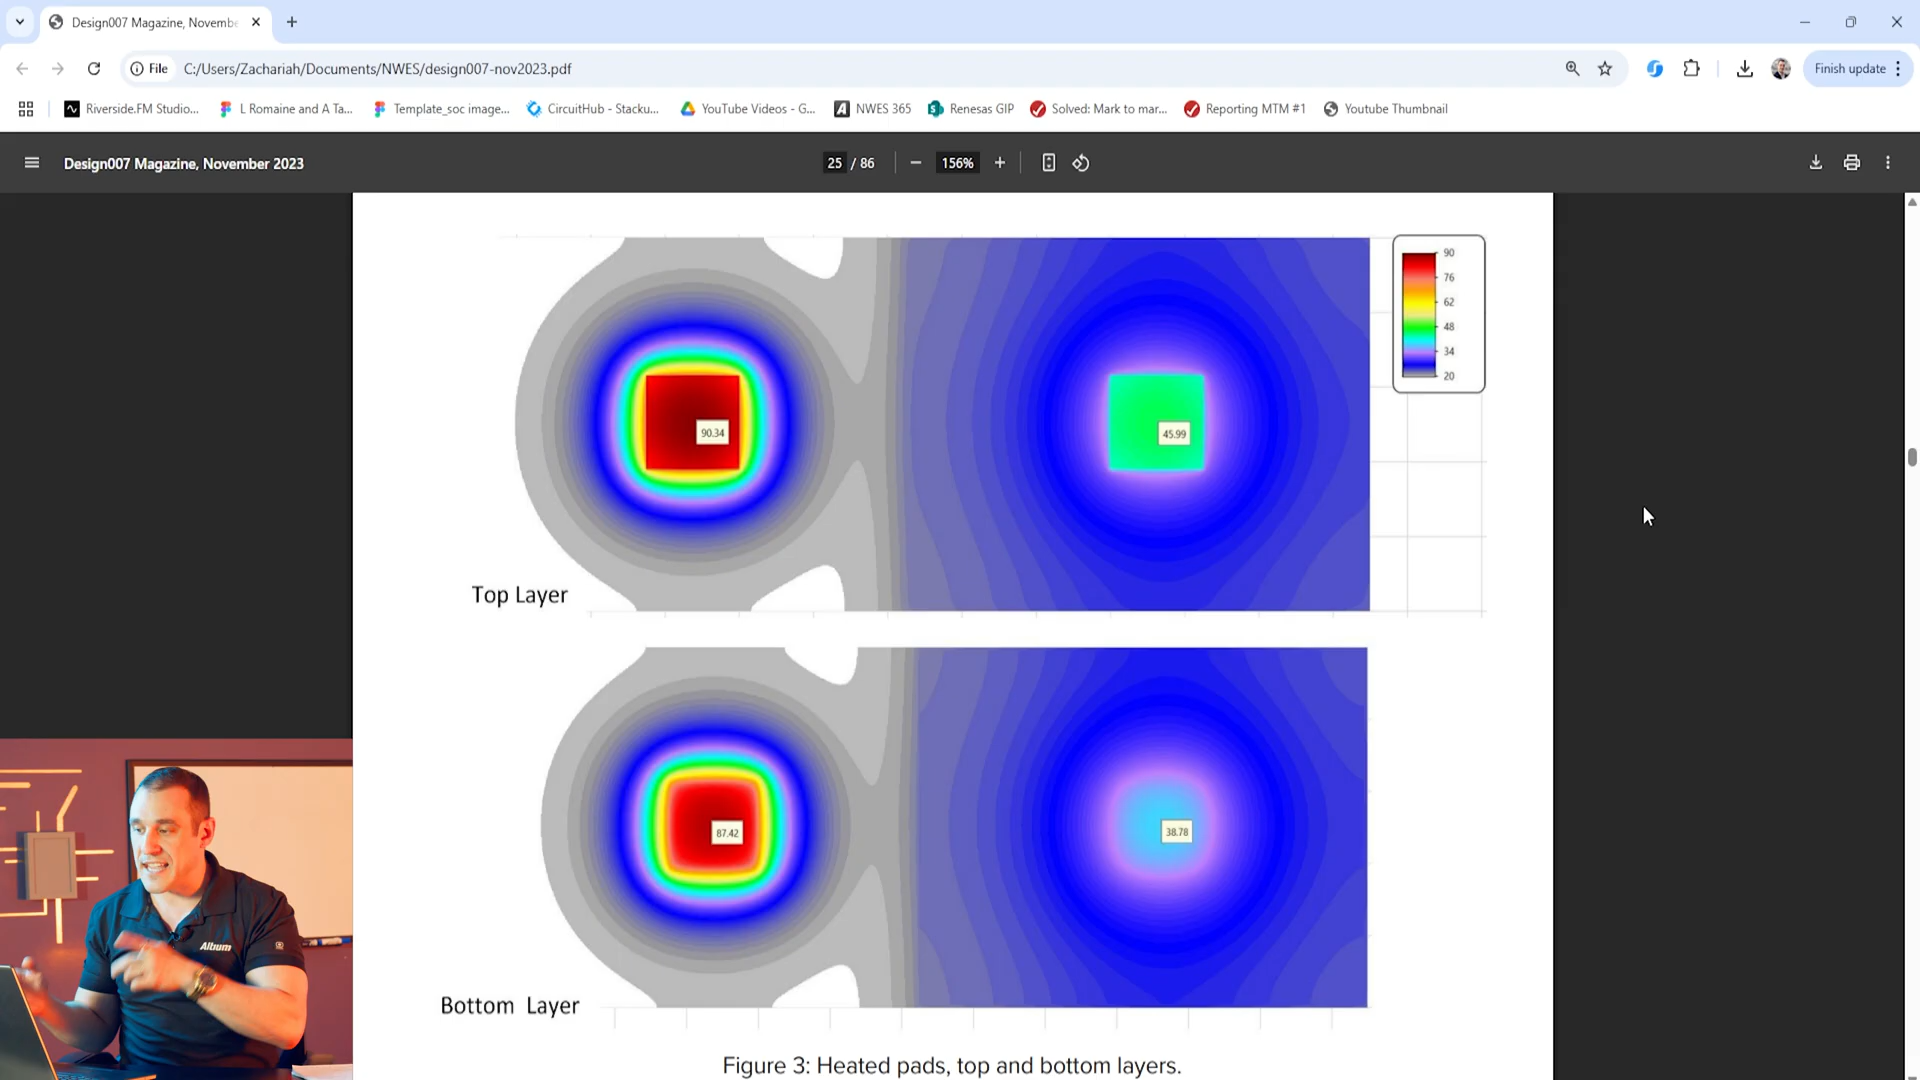 Design007 Magazine, Novembe
File
C:/Users/Zachariah/Documents/NWES/design007-nov2023.pdf
Finish update
Riverside.FM Studio...
L Romaine and A Ta...
Template_soc image...
CircuitHub - Stacku...
YouTube Videos - G...
NWES 365
Renesas GIP
Solved: Mark to mar...
Reporting MTM #1
Youtube Thumbnail
Design007 Magazine, November 2023
25 / 86
156%
90
76
62
48
34
20
90.34
45.99
Top Layer
87.42
38.78
Bottom Layer
Altium
Figure 3: Heated pads, top and bottom layers.